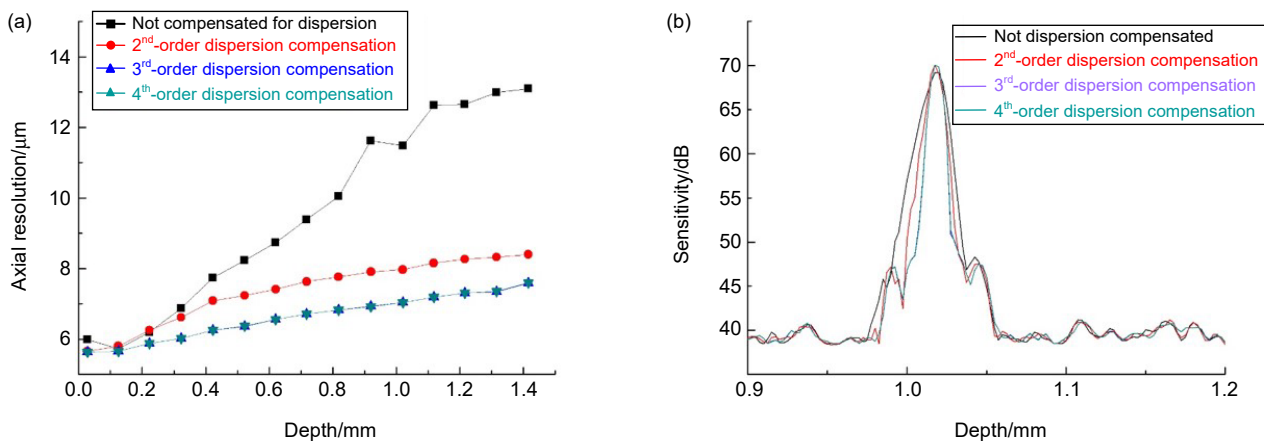 (a)
Not compensated for dispersion
2nd-order dispersion compensation
3rd-order dispersion compensation
4th-order dispersion compensation
14
12
10
8
6
Axial resolution/μm
0.0 0.2 0.4 0.6 0.8 1.0 1.2 1.4
Depth/mm
(b)
Not dispersion compensated
2nd-order dispersion compensation
3rd-order dispersion compensation
4th-order dispersion compensation
70
65
60
55
50
45
40
Sensitivity/dB
0.9 1.0 1.1 1.2
Depth/mm